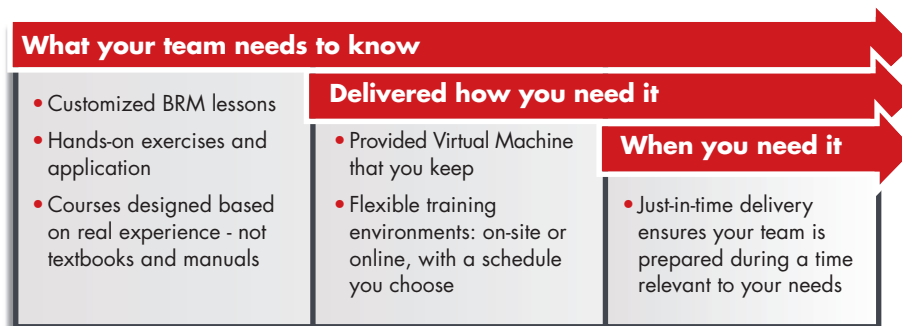 What your team needs to know
• Customized BRM lessons
• Hands-on exercises and
application
• Courses designed based
on real experience - not
textbooks and manuals
Delivered how you need it
• Provided Virtual Machine
that you keep
• Flexible training
environments: on-site or
online, with a schedule
you choose
When you need it
• Just-in-time delivery
ensures your team is
prepared during a time
relevant to your needs